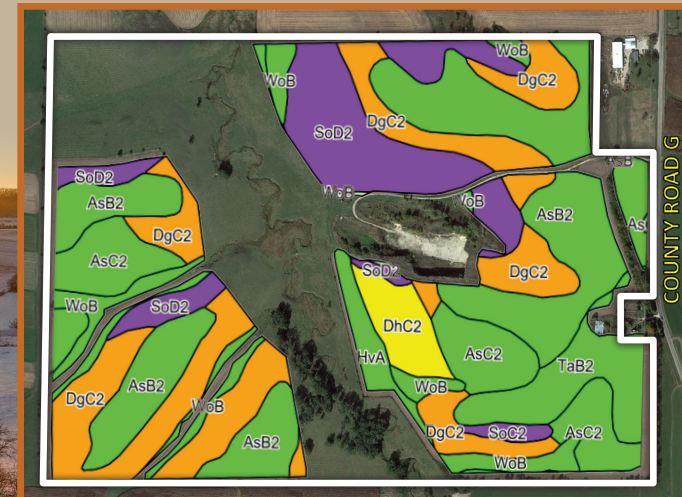 WoB
WoB
DgC2
SoD2
DgC2
COUNTY ROAD G
SoD2
WoB
WoB
AsB2
AsB2
DgC2
AsC2
SoD2
DgC2
WoB
SoD2
DhC2
AsC2
HvA
TaB2
WoB
AsB2
DgC2
WoB
DgC2
SoC2
AsC2
AsB2
WoB